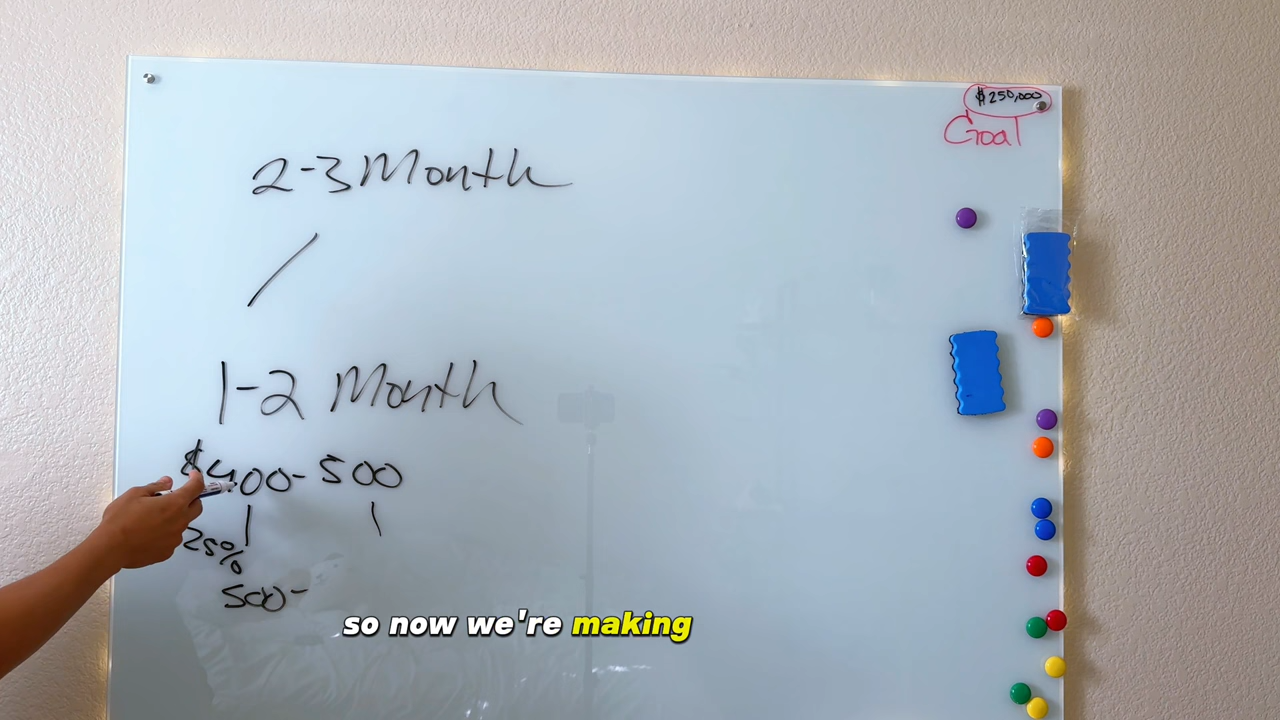 $250,000
Goal
2-3 Month
1-2 Month
$400-500
25%
500-
so now we're making